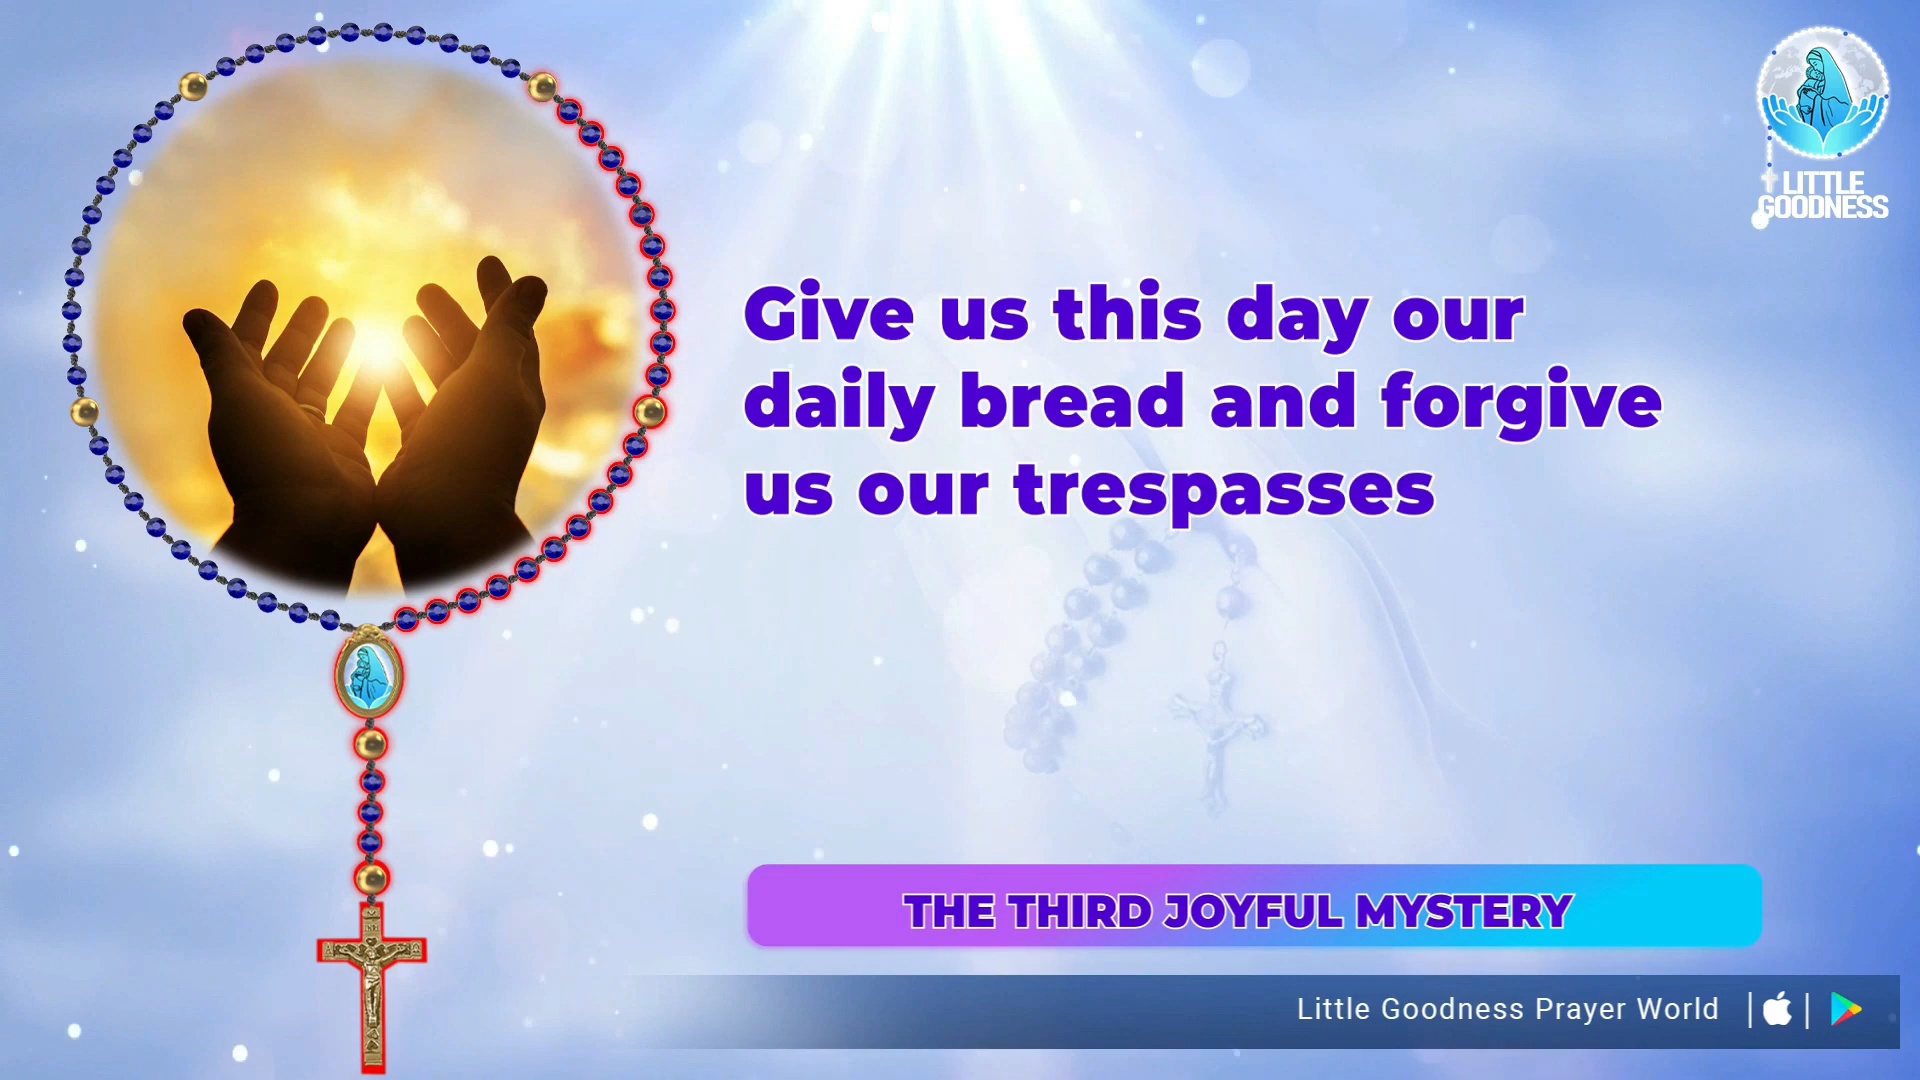 LITTLE
GOODNESS
Give us this day our
daily bread and forgive
us our trespasses
THE THIRD JOYFUL MYSTERY
Little Goodness Prayer World